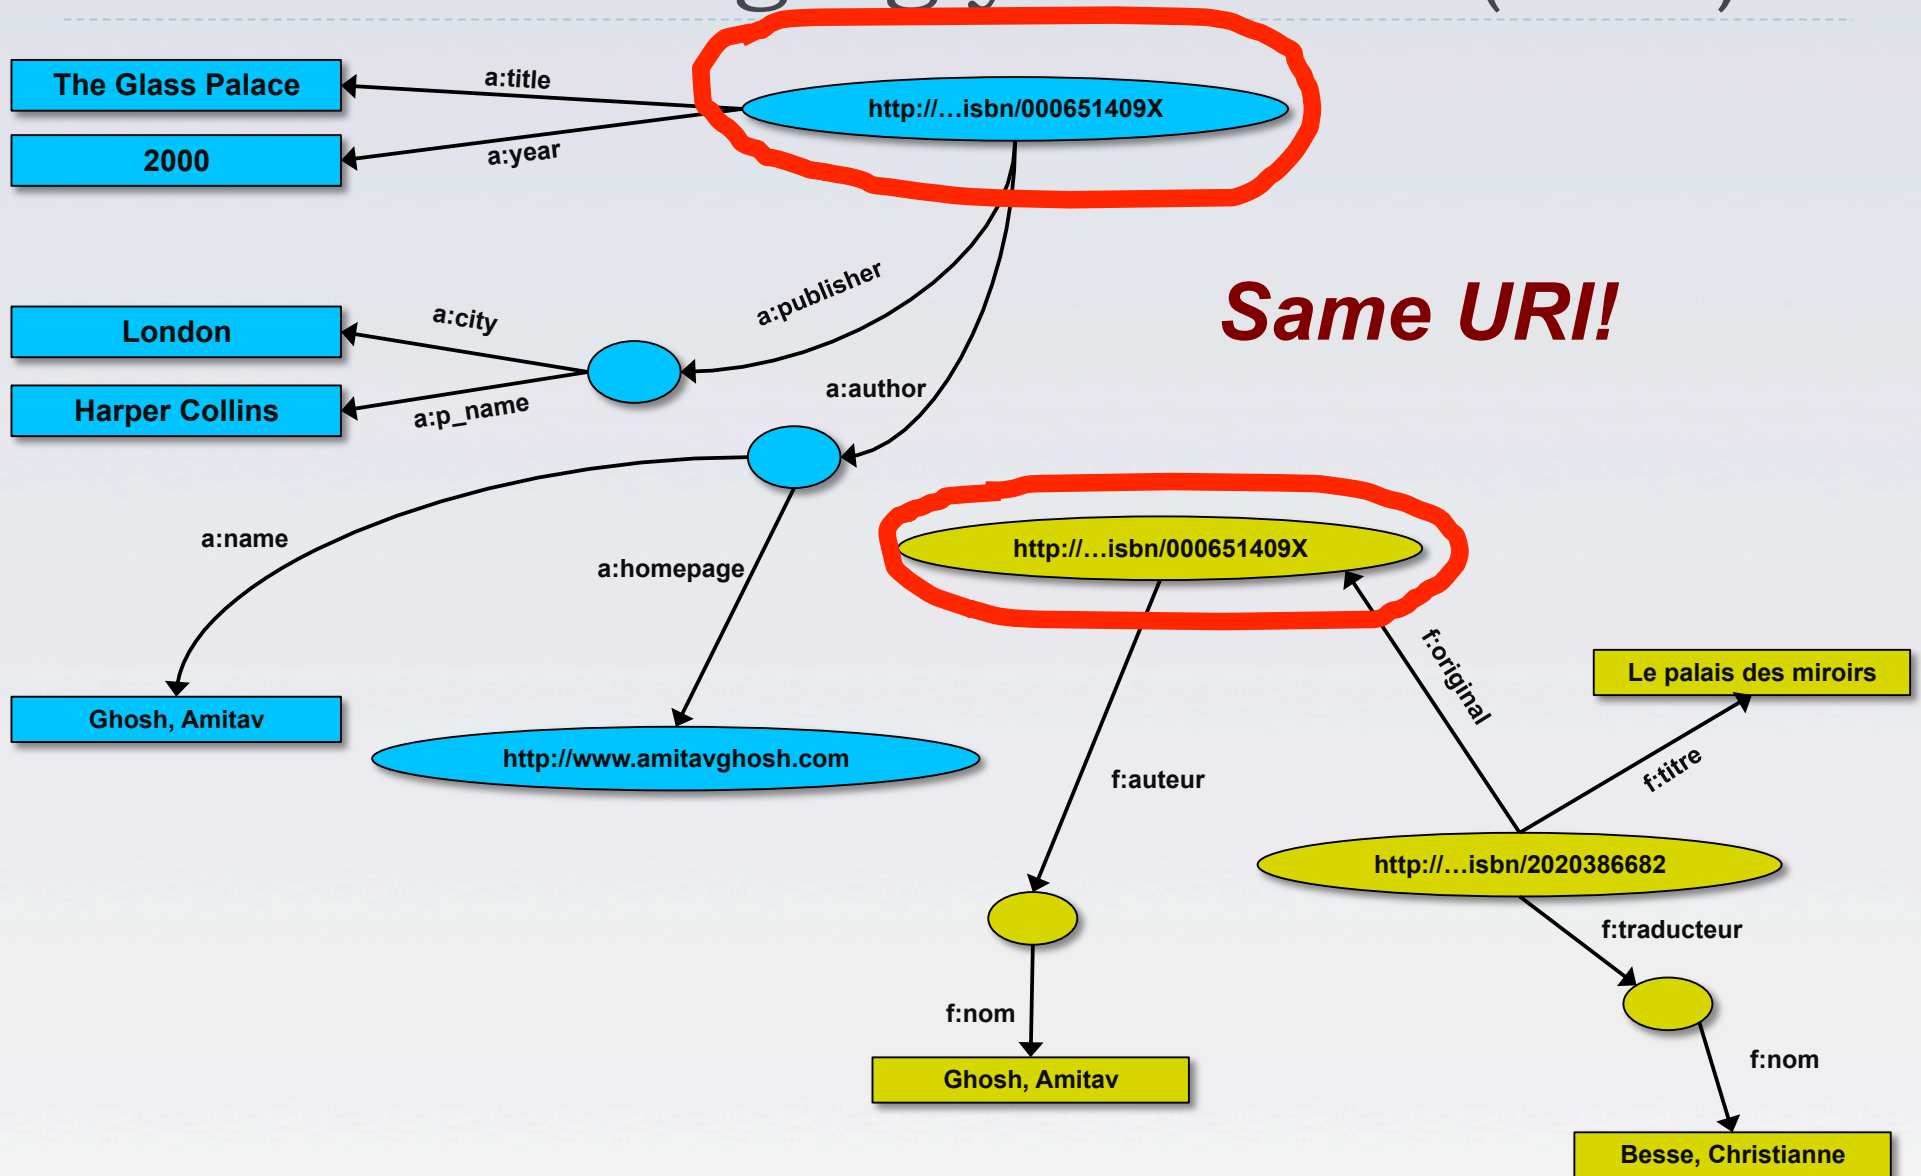 The Glass Palace
a:title
http://…isbn/000651409X
2000
a:year
a:publisher
Same URI!
London
a:city
Harper Collins
a:p_name
a:author
a:name
a:homepage
http://…isbn/000651409X
f:original
Le palais des miroirs
Ghosh, Amitav
http://www.amitavghosh.com
f:auteur
f:titre
http://…isbn/2020386682
f:traducteur
f:nom
f:nom
Ghosh, Amitav
Besse, Christianne